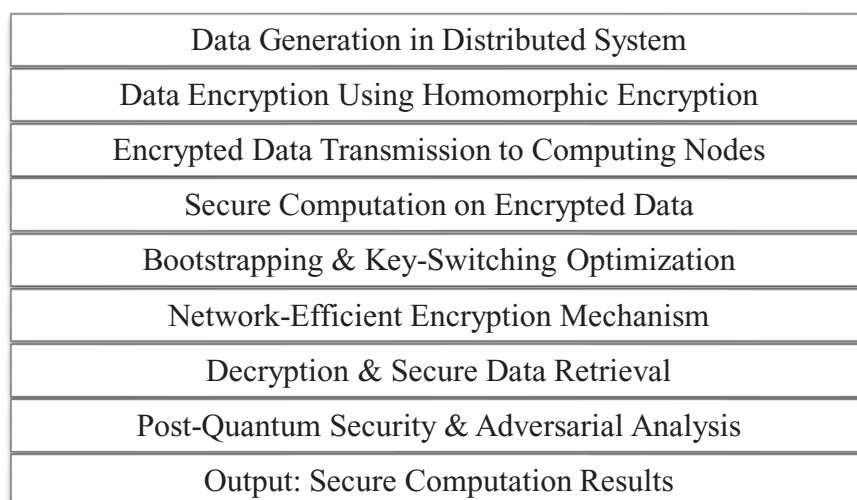 Data Generation in Distributed System
Data Encryption Using Homomorphic Encryption
Encrypted Data Transmission to Computing Nodes
Secure Computation on Encrypted Data
Bootstrapping & Key-Switching Optimization
Network-Efficient Encryption Mechanism
Decryption & Secure Data Retrieval
Post-Quantum Security & Adversarial Analysis
Output: Secure Computation Results